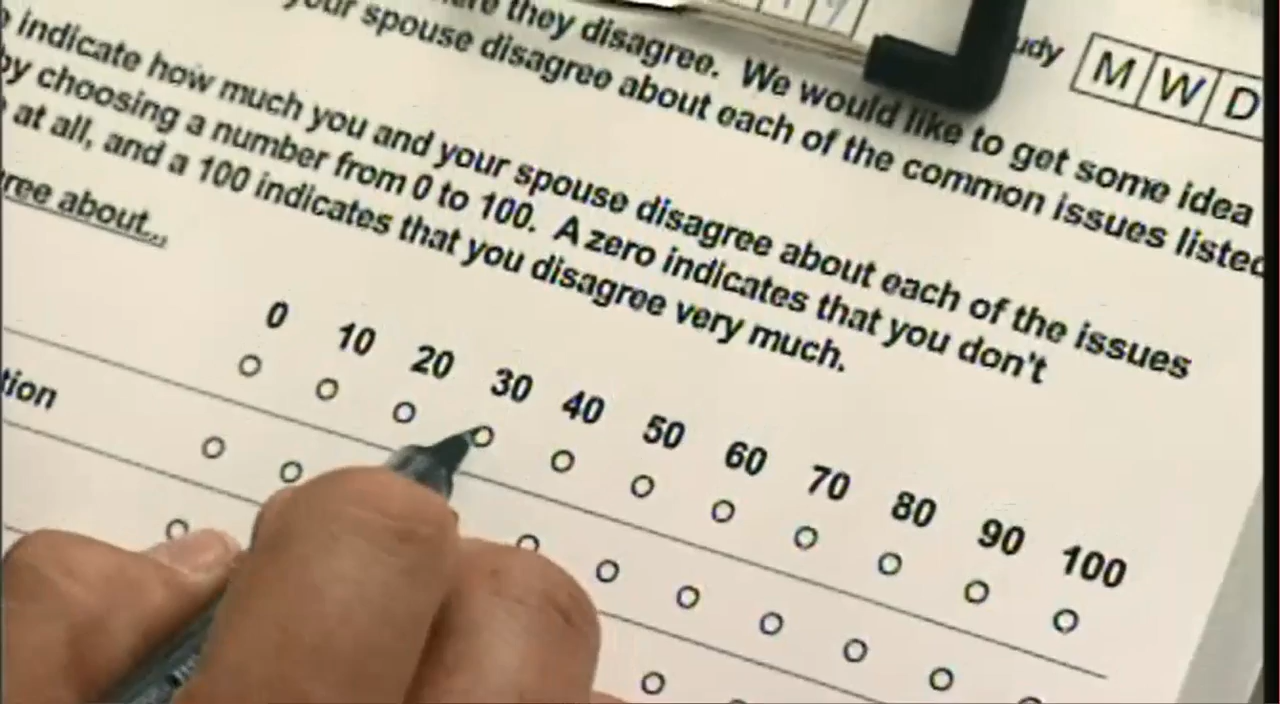 they disagree. We would like to get some idea
your spouse disagree about each of the common issues listed
indicate how much you and your spouse disagree about each of the issues
by choosing a number from 0 to 100. A zero indicates that you don't
at all, and a 100 indicates that you disagree very much.
ree about...
udy M W D
0 10 20 30 40 50 60 70 80 90 100
tion